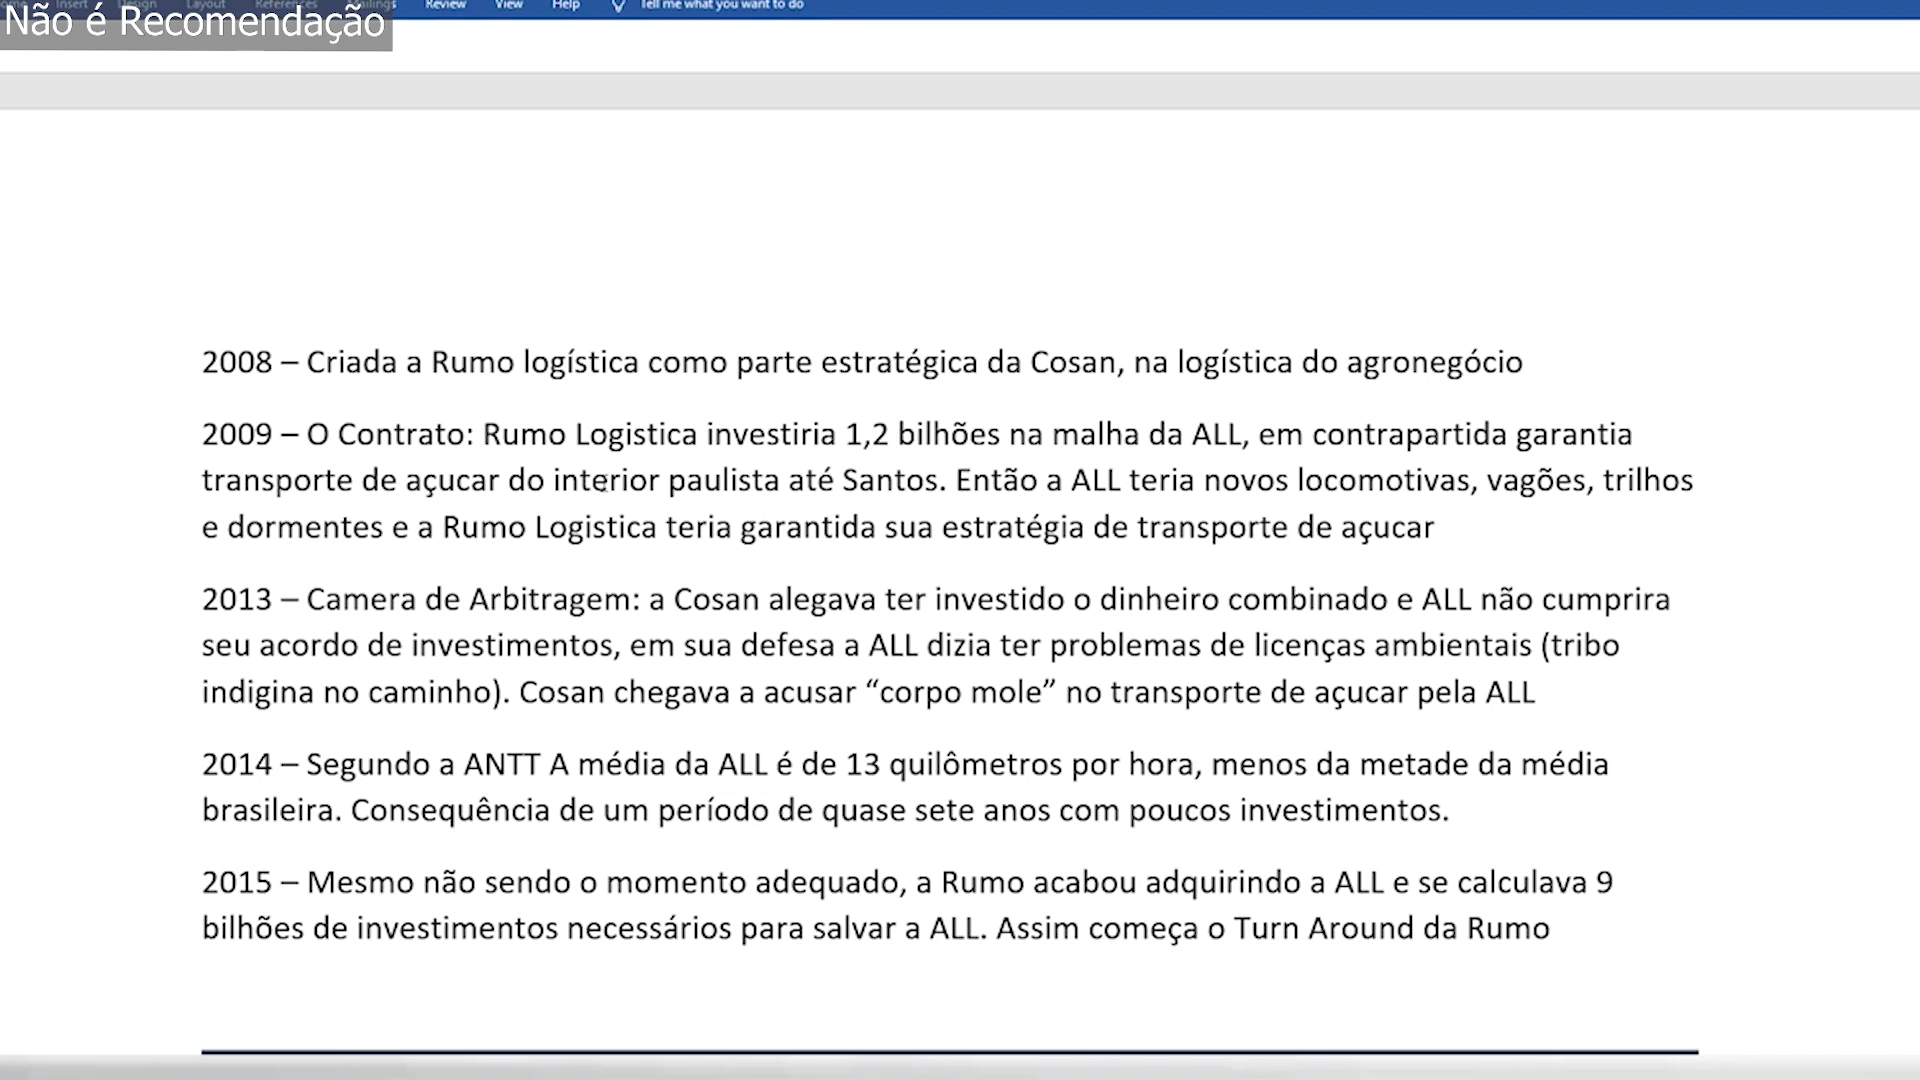 Insert Design Layout References Mailings Review View Help Tell me what you want to do
Não é Recomendação
2008 – Criada a Rumo logística como parte estratégica da Cosan, na logística do agronegócio
2009 – O Contrato: Rumo Logistica investiria 1,2 bilhões na malha da ALL, em contrapartida garantia
transporte de açucar do interior paulista até Santos. Então a ALL teria novos locomotivas, vagões, trilhos
e dormentes e a Rumo Logistica teria garantida sua estratégia de transporte de açucar
2013 – Camera de Arbitragem: a Cosan alegava ter investido o dinheiro combinado e ALL não cumprira
seu acordo de investimentos, em sua defesa a ALL dizia ter problemas de licenças ambientais (tribo
indigina no caminho). Cosan chegava a acusar “corpo mole” no transporte de açucar pela ALL
2014 – Segundo a ANTT A média da ALL é de 13 quilômetros por hora, menos da metade da média
brasileira. Consequência de um período de quase sete anos com poucos investimentos.
2015 – Mesmo não sendo o momento adequado, a Rumo acabou adquirindo a ALL e se calculava 9
bilhões de investimentos necessários para salvar a ALL. Assim começa o Turn Around da Rumo